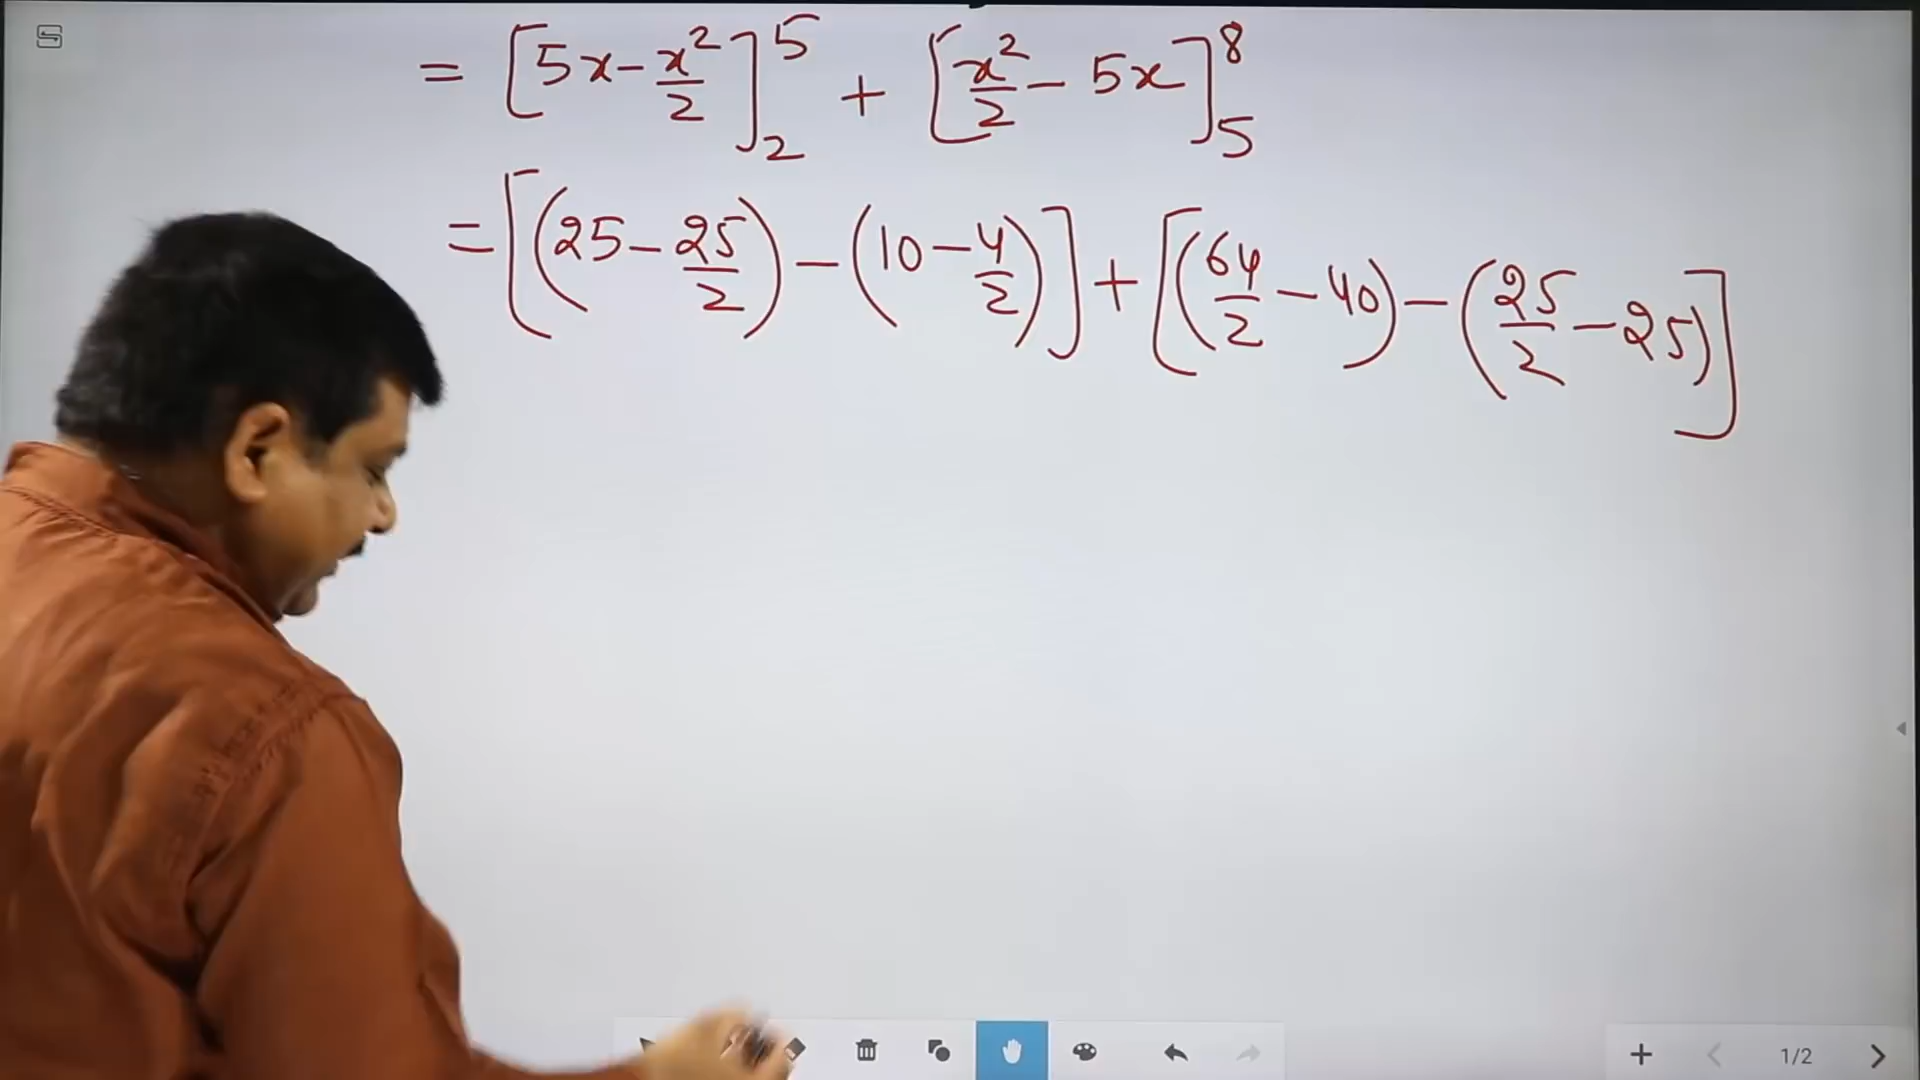 = [5x - x²/2]₂⁵ + [x²/2 - 5x]₅⁸
= [(25 - 25/2) - (10 - 4/2)] + [(64/2 - 40) - (25/2 - 25)]
1/2